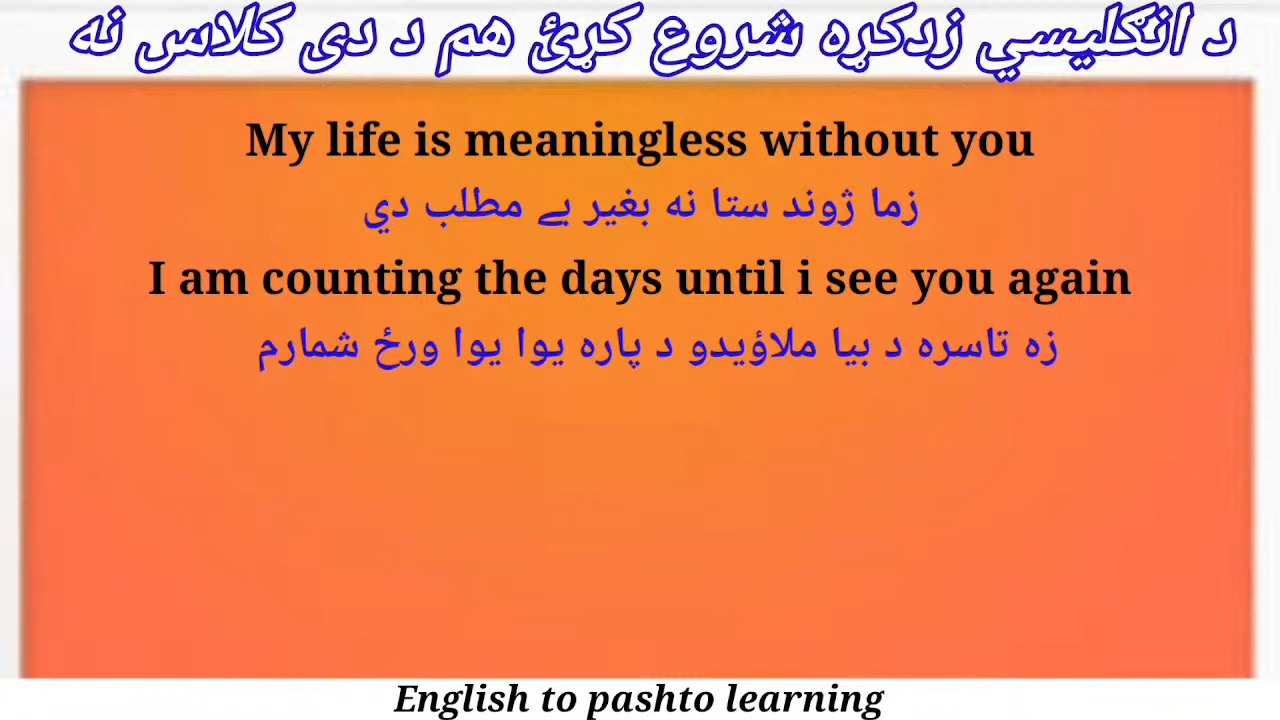 د انګلیسي زدکړه شروع کړئ هم د دی کلاس نه
My life is meaningless without you
زما ژوند ستا نه بغیر بے مطلب دي
I am counting the days until i see you again
زه تاسره د بیا ملاؤیدو د پاره یوا یوا ورځ شمارم
English to pashto learning